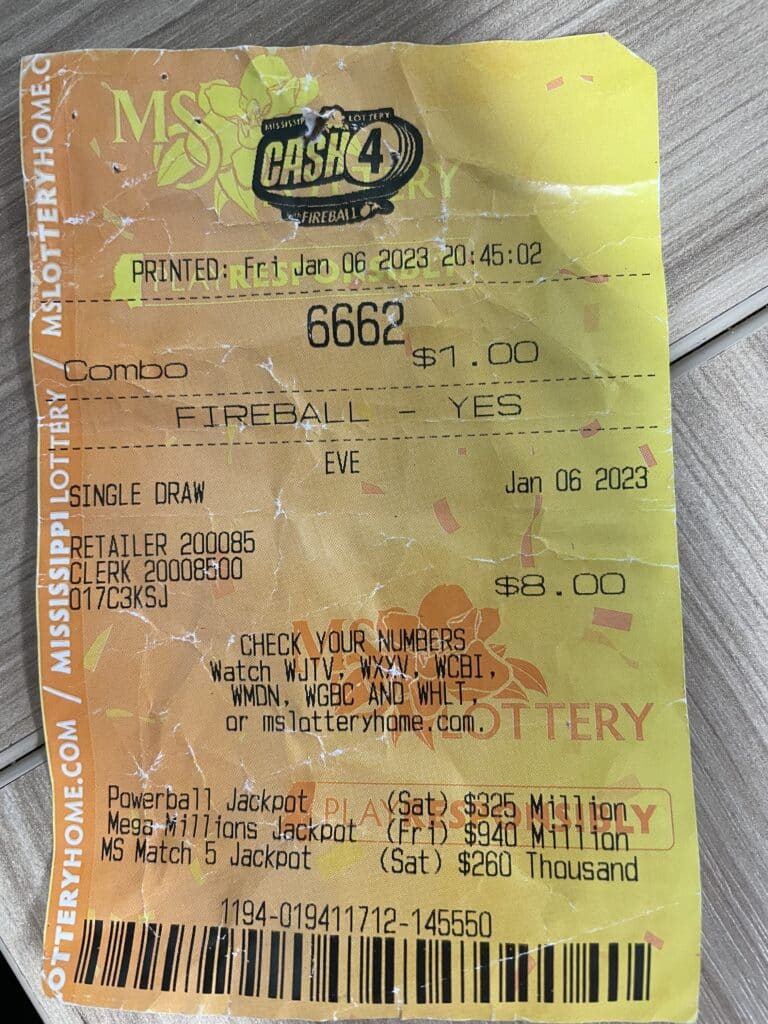 MSLOTTERYHOME.C
MISSISSIPPI LOTTERY
OTTERYHOME.COM
MS
LOTTERY
MISSISSIPPI LOTTERY
CASH 4
FIREBALL
PRINTED: Fri Jan 06 2023 20:45:02
PLAY RESPONSIBLY
6662
Combo $1.00
FIREBALL - YES
EVE
SINGLE DRAW Jan 06 2023
RETAILER 200085
CLERK 20008500
017C3KSJ $8.00
CHECK YOUR NUMBERS
Watch WJTV, WXXV, WCBI,
WMDN, WGBC AND WHLT,
or mslotteryhome.com.
MS
LOTTERY
Powerball Jackpot (Sat) $325 Million
PLAY RESPONSIBLY
Mega Millions Jackpot (Fri) $940 Million
MS Match 5 Jackpot (Sat) $260 Thousand
1194-019411712-145550